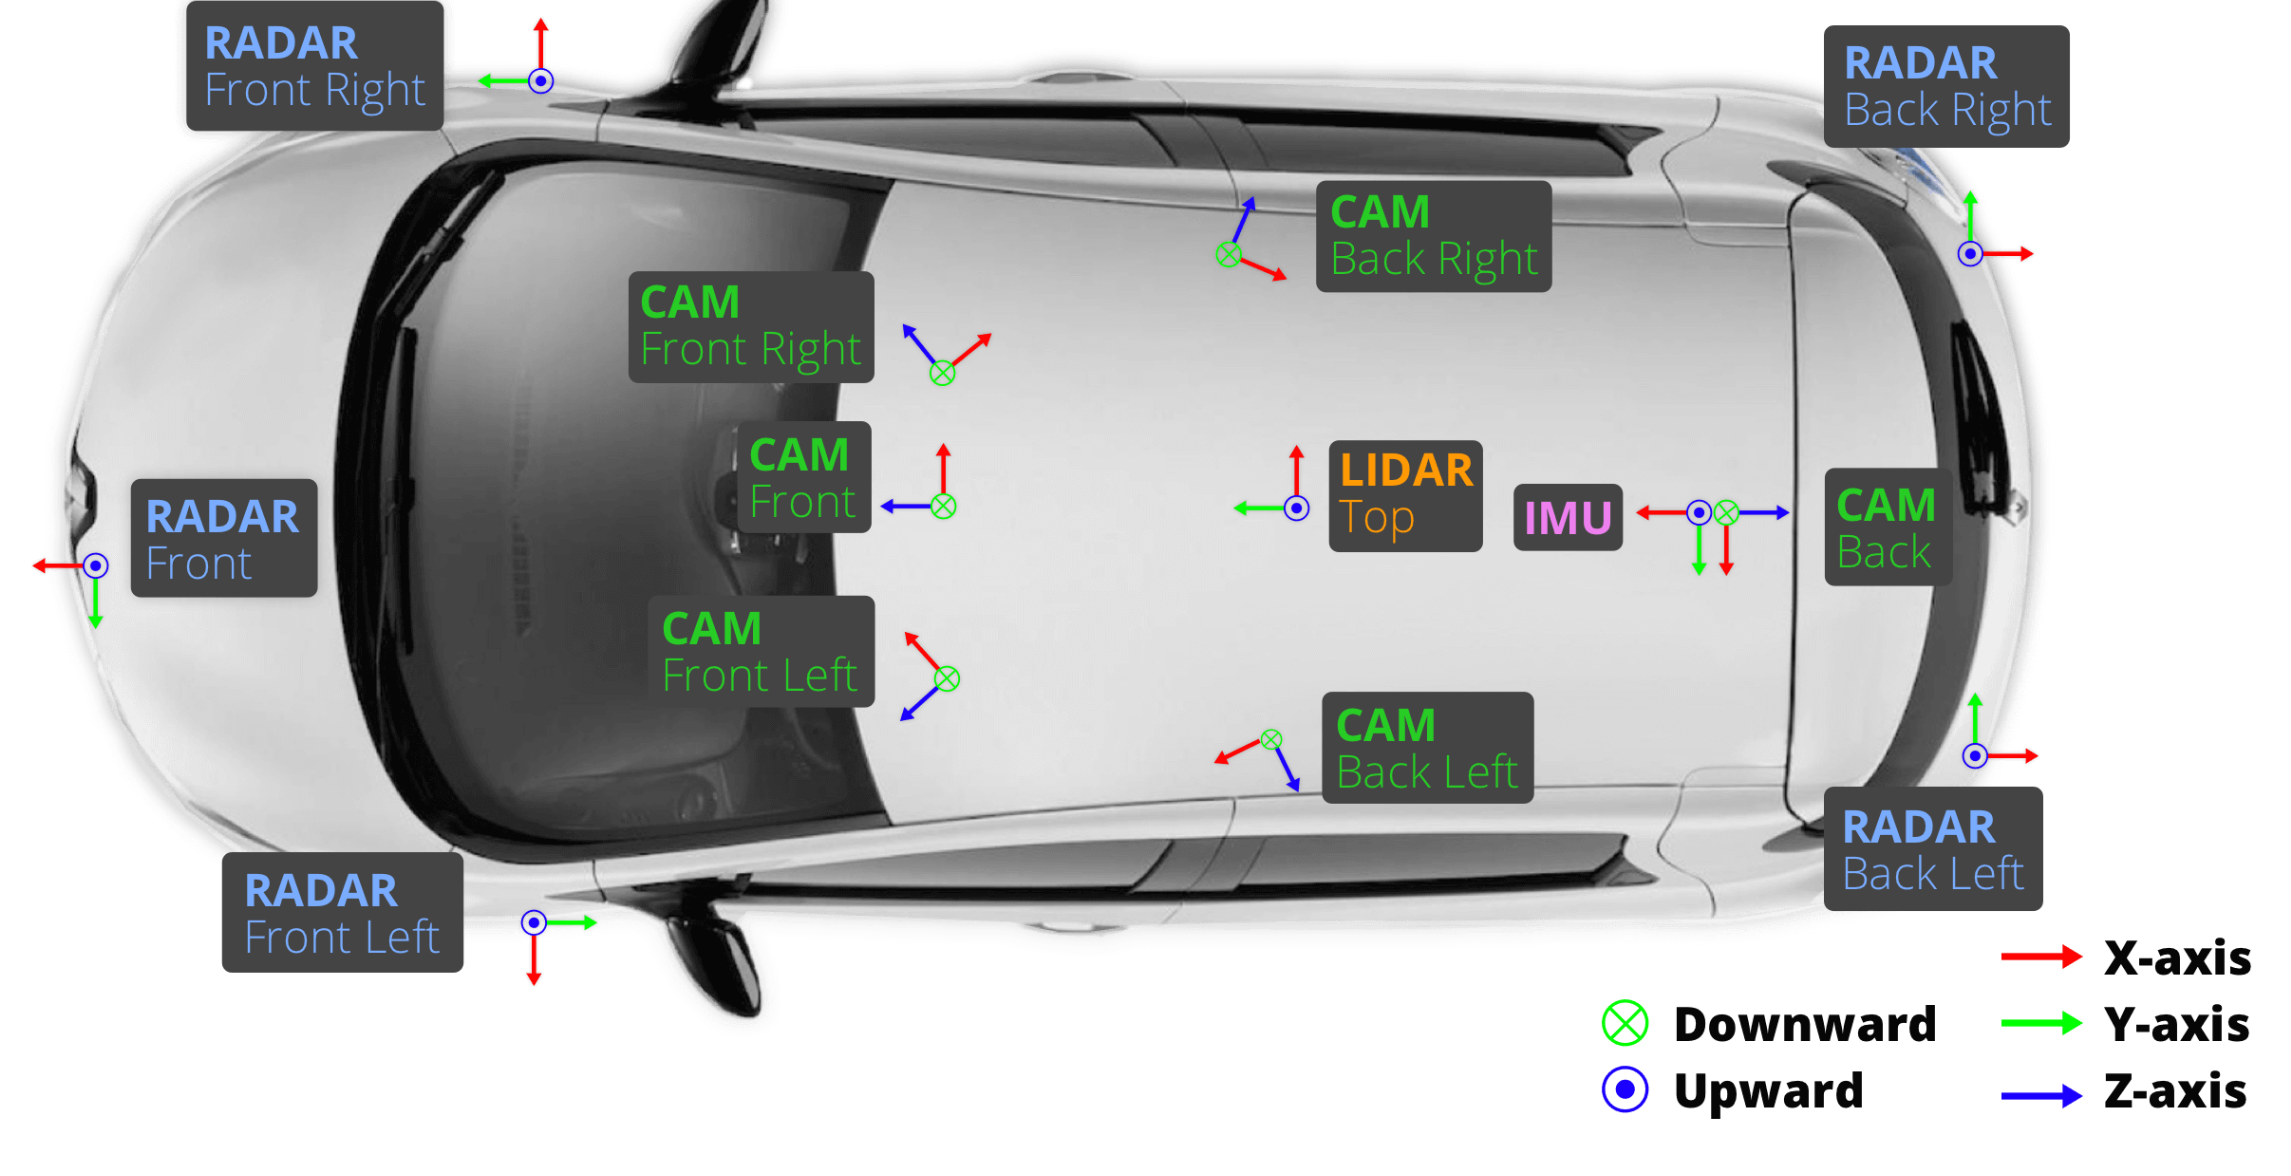 RADAR
Front Right
RADAR
Back Right
CAM
Back Right
CAM
Front Right
CAM
Front
LIDAR
Top
IMU
CAM
Back
RADAR
Front
CAM
Front Left
CAM
Back Left
RADAR
Back Left
RADAR
Front Left
X-axis
Downward
Y-axis
Upward
Z-axis